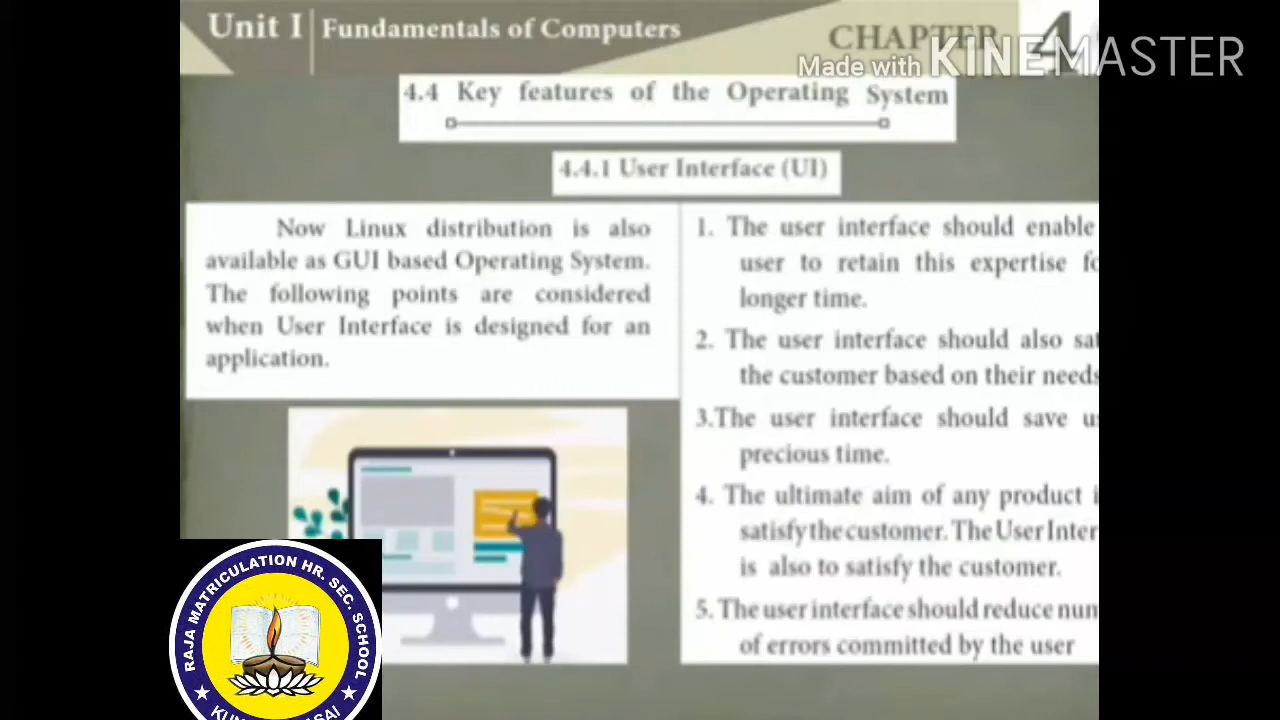 Unit I Fundamentals of Computers
CHAPTER 4
Made with KINEMASTER
4.4 Key features of the Operating System
4.4.1 User Interface (UI)
Now Linux distribution is also
available as GUI based Operating System.
The following points are considered
when User Interface is designed for an
application.
1. The user interface should enable
user to retain this expertise
longer time.
2. The user interface should also
the customer based on their needs
3.The user interface should save
precious time.
4. The ultimate aim of any product
satisfy the customer. The User
is also to satisfy the customer.
5. The user interface should reduce
of errors committed by the user
RAJA MATRICULATION HR. SEC. SCHOOL